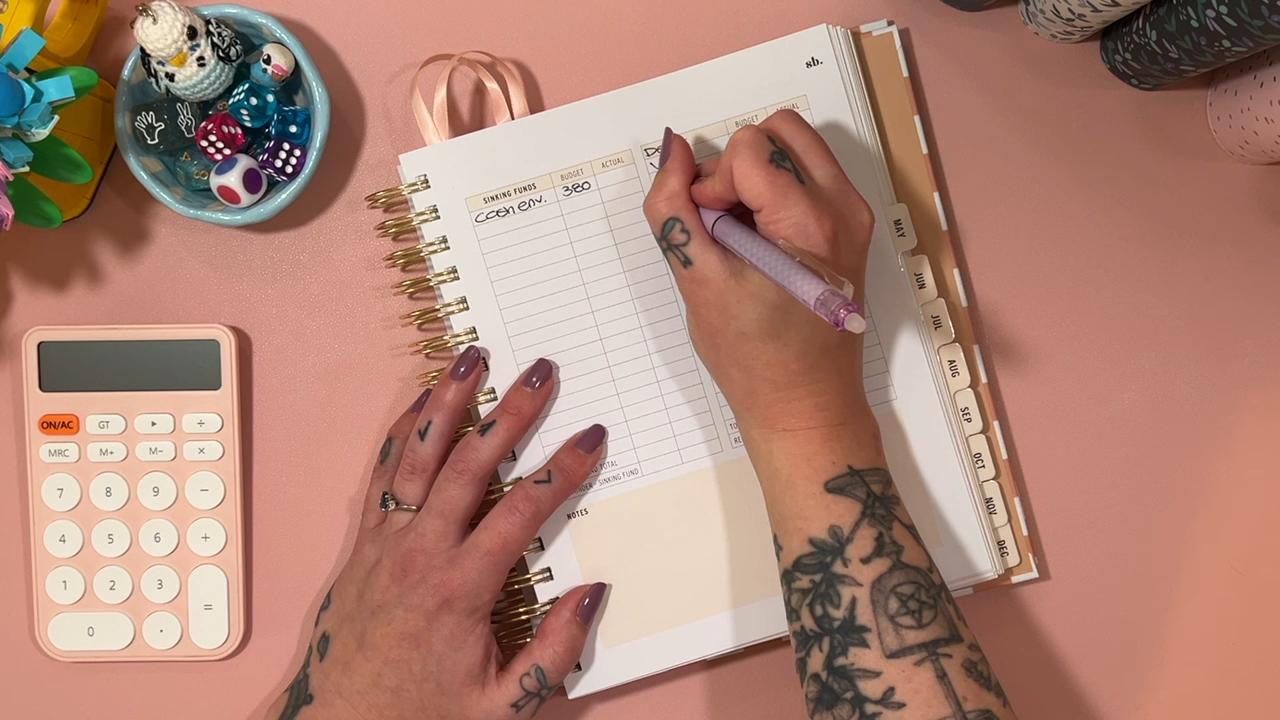 sb.
SINKING FUNDS BUDGET ACTUAL
Cash env. 380
BUDGET ACTUAL
NOTES
MAY
JUN
JUL
AUG
SEP
OCT
NOV
DEC
ON/AC GT ▶ ÷
MRC M+ M− ×
7 8 9 −
4 5 6 +
1 2 3 =
0 .